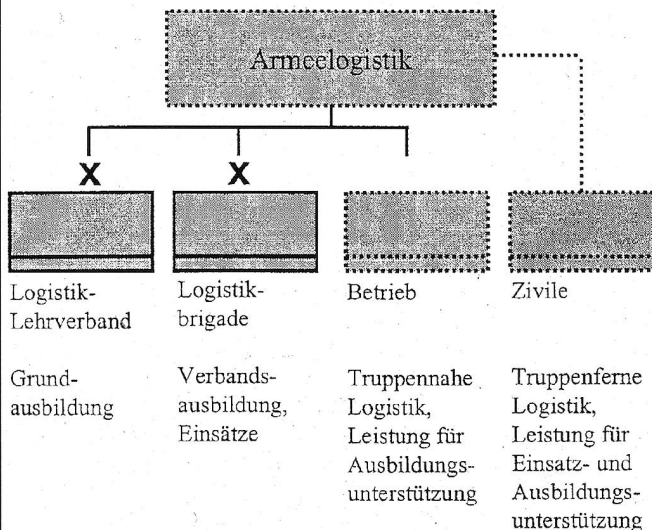 Armeelogistik
X
X
Logistik-
Lehrverband
Logistik-
brigade
Betrieb
Zivile
Grund-
ausbildung
Verbands-
ausbildung,
Einsätze
Truppennahe
Logistik,
Leistung für
Ausbildungs-
unterstützung
Truppenferne
Logistik,
Leistung für
Einsatz- und
Ausbildungs-
unterstützung